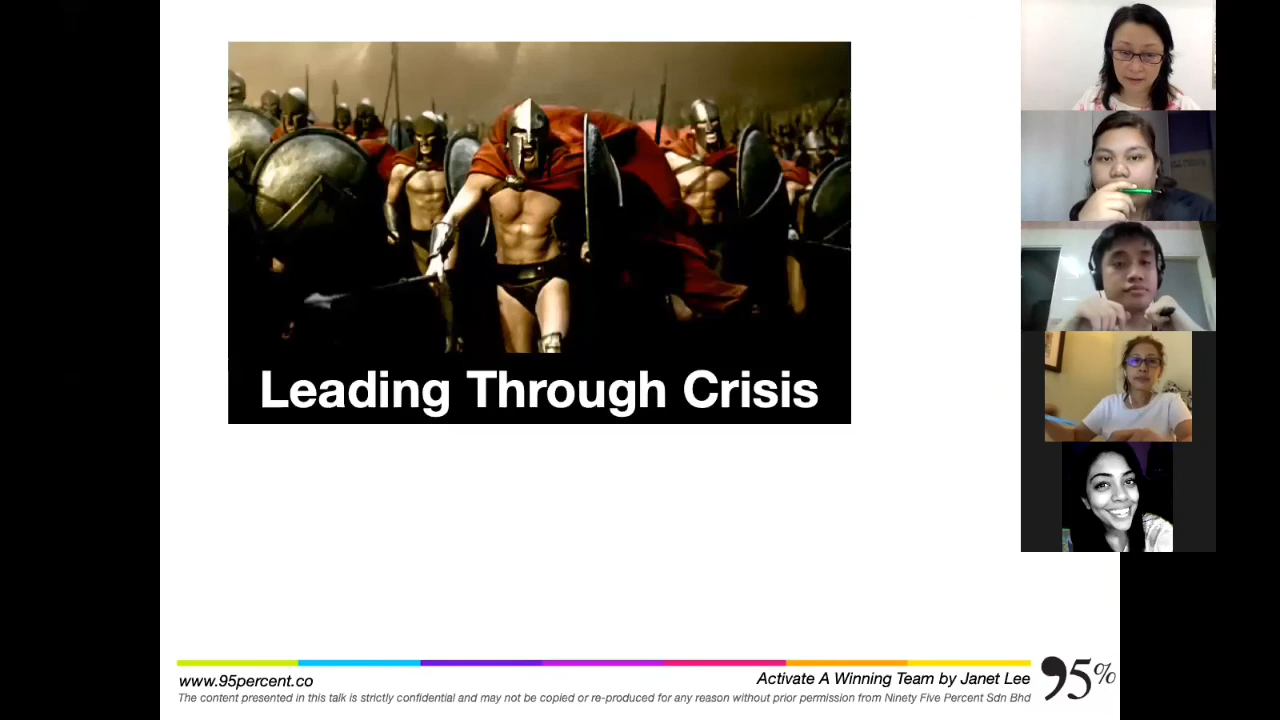 Leading Through Crisis
www.95percent.co
Activate A Winning Team by Janet Lee
The content presented in this talk is strictly confidential and may not be copied or re-produced for any reason without prior permission from Ninety Five Percent Sdn Bhd
95%